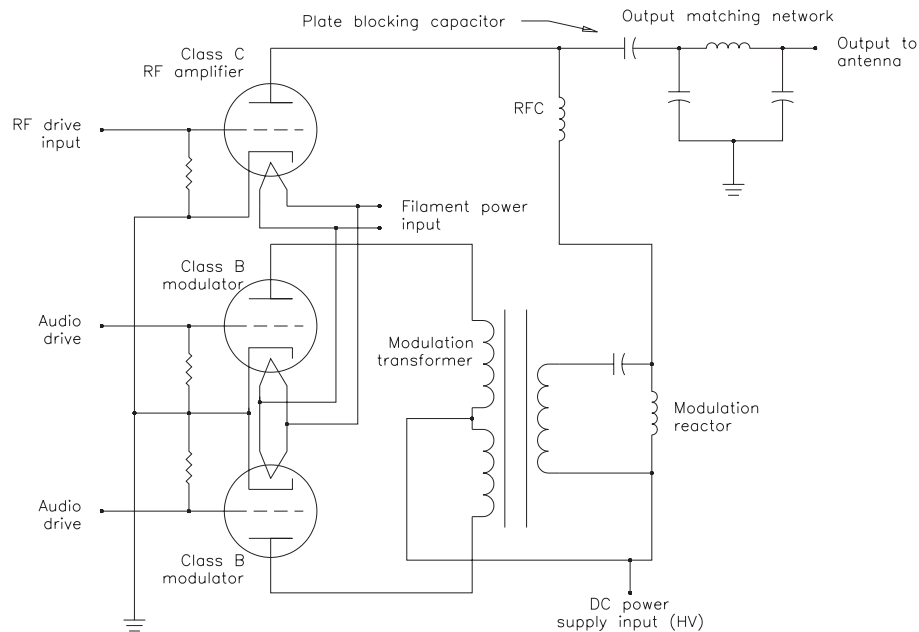 Plate blocking capacitor
Output matching network
Class C
RF amplifier
Output to
antenna
RFC
RF drive
input
Filament power
input
Class B
modulator
Audio
drive
Modulation
transformer
Modulation
reactor
Audio
drive
Class B
modulator
DC power
supply input (HV)